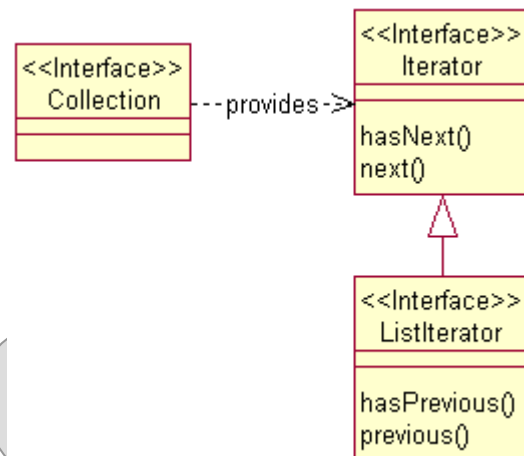 <<Interface>>
Collection
provides
<<Interface>>
Iterator
hasNext()
next()
<<Interface>>
ListIterator
hasPrevious()
previous()